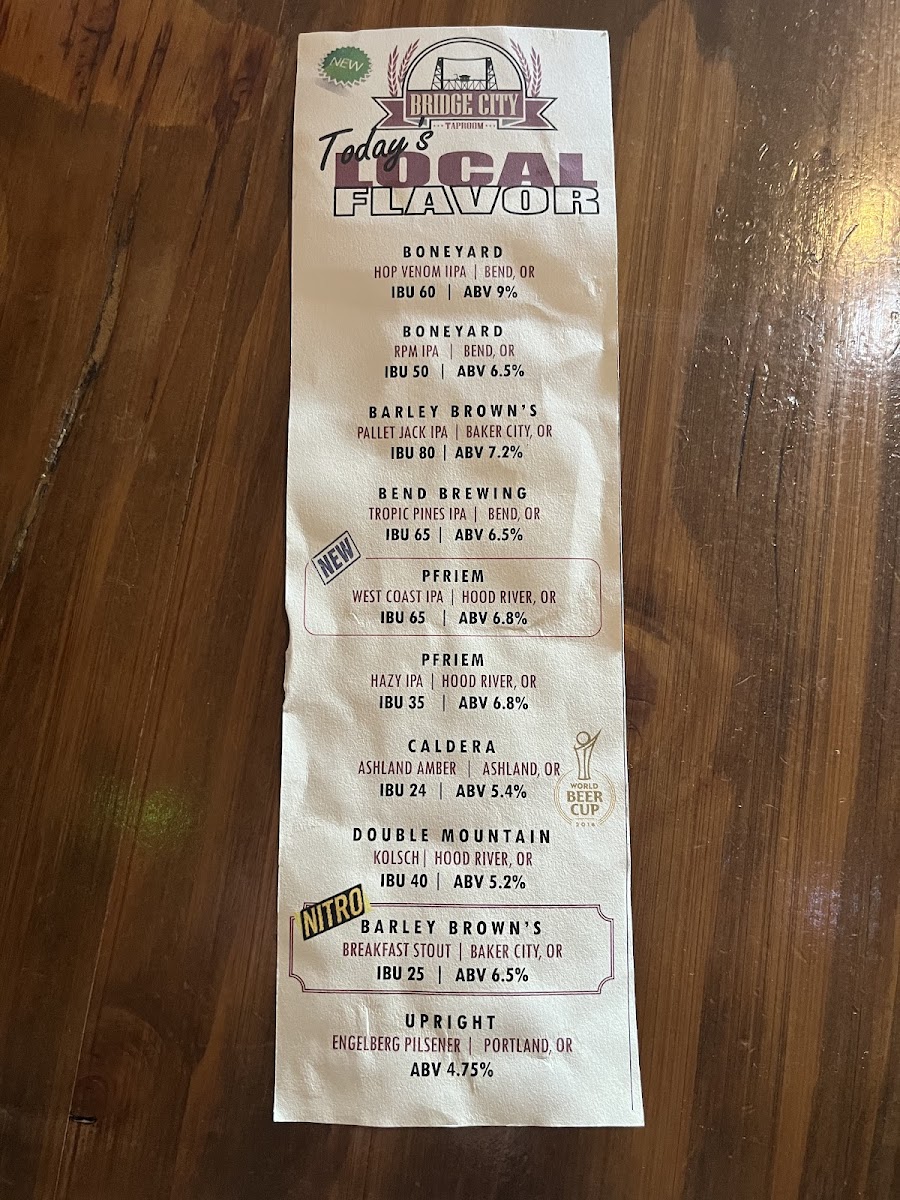 NEW
BRIDGE CITY
TAPROOM
Today's
LOCAL
FLAVOR
BONEYARD
HOP VENOM IIPA | BEND, OR
IBU 60 | ABV 9%
BONEYARD
RPM IPA | BEND, OR
IBU 50 | ABV 6.5%
BARLEY BROWN'S
PALLET JACK IPA | BAKER CITY, OR
IBU 80 | ABV 7.2%
BEND BREWING
TROPIC PINES IPA | BEND, OR
IBU 65 | ABV 6.5%
NEW
PFRIEM
WEST COAST IPA | HOOD RIVER, OR
IBU 65 | ABV 6.8%
PFRIEM
HAZY IPA | HOOD RIVER, OR
IBU 35 | ABV 6.8%
CALDERA
ASHLAND AMBER | ASHLAND, OR
IBU 24 | ABV 5.4%
WORLD
BEER
CUP
DOUBLE MOUNTAIN
KOLSCH | HOOD RIVER, OR
IBU 40 | ABV 5.2%
NITRO
BARLEY BROWN'S
BREAKFAST STOUT | BAKER CITY, OR
IBU 25 | ABV 6.5%
UPRIGHT
ENGELBERG PILSENER | PORTLAND, OR
ABV 4.75%